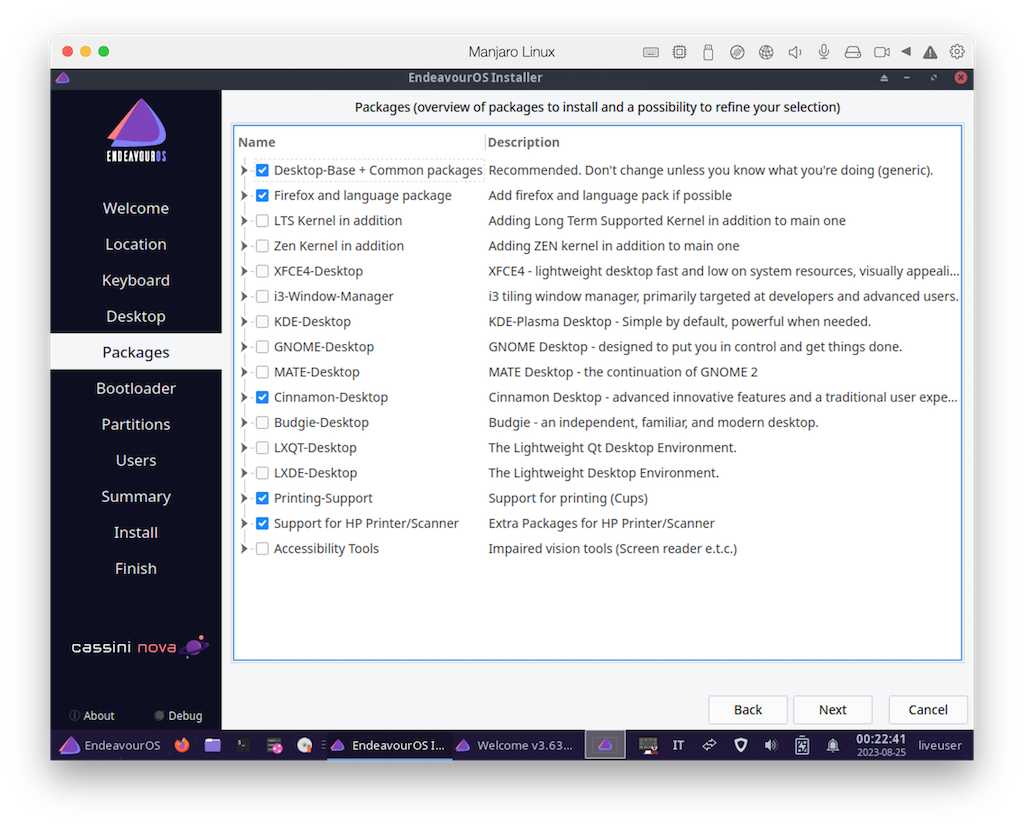 Manjaro Linux
EndeavourOS Installer
ENDEAVOUROS
Welcome
Location
Keyboard
Desktop
Packages
Bootloader
Partitions
Users
Summary
Install
Finish
cassini nova
About
Debug
Packages (overview of packages to install and a possibility to refine your selection)
Name Description
Desktop-Base + Common packages Recommended. Don't change unless you know what you're doing (generic).
Firefox and language package Add firefox and language pack if possible
LTS Kernel in addition Adding Long Term Supported Kernel in addition to main one
Zen Kernel in addition Adding ZEN kernel in addition to main one
XFCE4-Desktop XFCE4 - lightweight desktop fast and low on system resources, visually appeali...
i3-Window-Manager i3 tiling window manager, primarily targeted at developers and advanced users.
KDE-Desktop KDE-Plasma Desktop - Simple by default, powerful when needed.
GNOME-Desktop GNOME Desktop - designed to put you in control and get things done.
MATE-Desktop MATE Desktop - the continuation of GNOME 2
Cinnamon-Desktop Cinnamon Desktop - advanced innovative features and a traditional user expe...
Budgie-Desktop Budgie - an independent, familiar, and modern desktop.
LXQT-Desktop The Lightweight Qt Desktop Environment.
LXDE-Desktop The Lightweight Desktop Environment.
Printing-Support Support for printing (Cups)
Support for HP Printer/Scanner Extra Packages for HP Printer/Scanner
Accessibility Tools Impaired vision tools (Screen reader e.t.c.)
Back Next Cancel
EndeavourOS EndeavourOS I... Welcome v3.63... IT 00:22:41 liveuser
2023-08-25